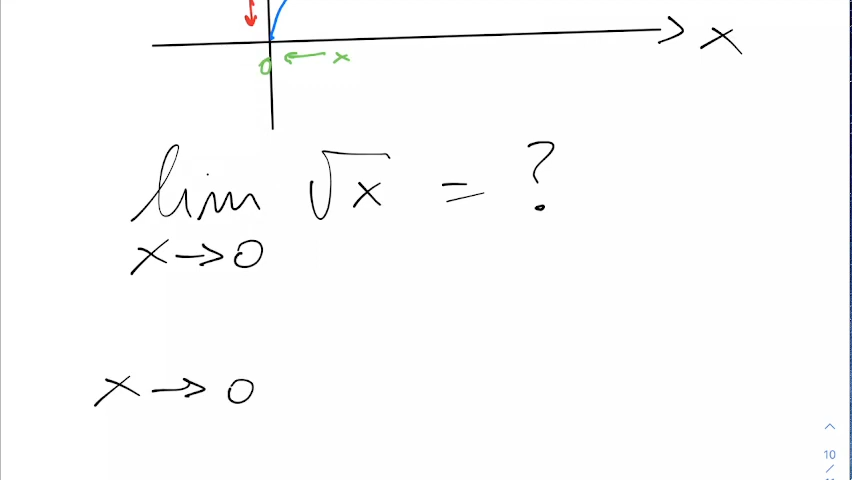 x
0 ← x
lim √x = ?
x → 0
x → 0
^
10
/